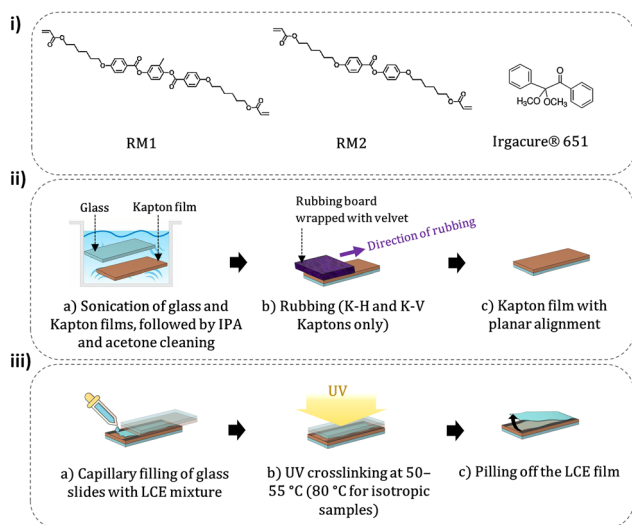 i)
RM1
RM2
Irgacure® 651
ii)
Glass
Kapton film
Rubbing board
wrapped with velvet
Direction of rubbing
a) Sonication of glass and
Kapton films, followed by IPA
and acetone cleaning
b) Rubbing (K-H and K-V
Kaptons only)
c) Kapton film with
planar alignment
iii)
UV
a) Capillary filling of glass
slides with LCE mixture
b) UV crosslinking at 50–
55 °C (80 °C for isotropic
samples)
c) Pilling off the LCE film